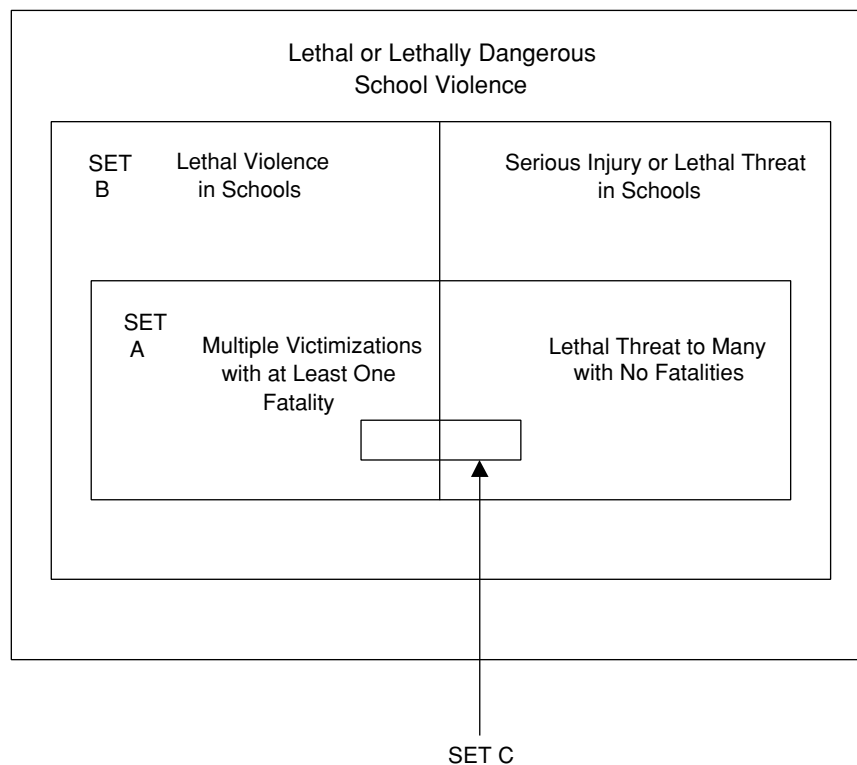 Lethal or Lethally Dangerous
School Violence
SET
B
Lethal Violence
in Schools
Serious Injury or Lethal Threat
in Schools
SET
A
Multiple Victimizations
with at Least One
Fatality
Lethal Threat to Many
with No Fatalities
SET C